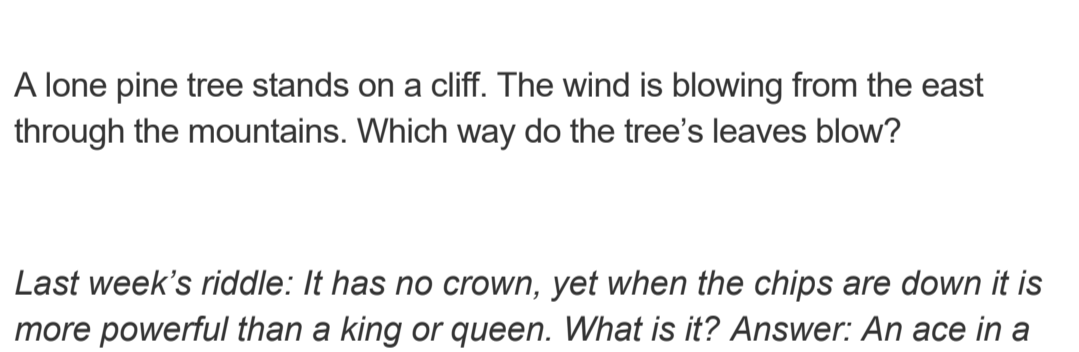 A lone pine tree stands on a cliff. The wind is blowing from the east
through the mountains. Which way do the tree’s leaves blow?
Last week’s riddle: It has no crown, yet when the chips are down it is
more powerful than a king or queen. What is it? Answer: An ace in a